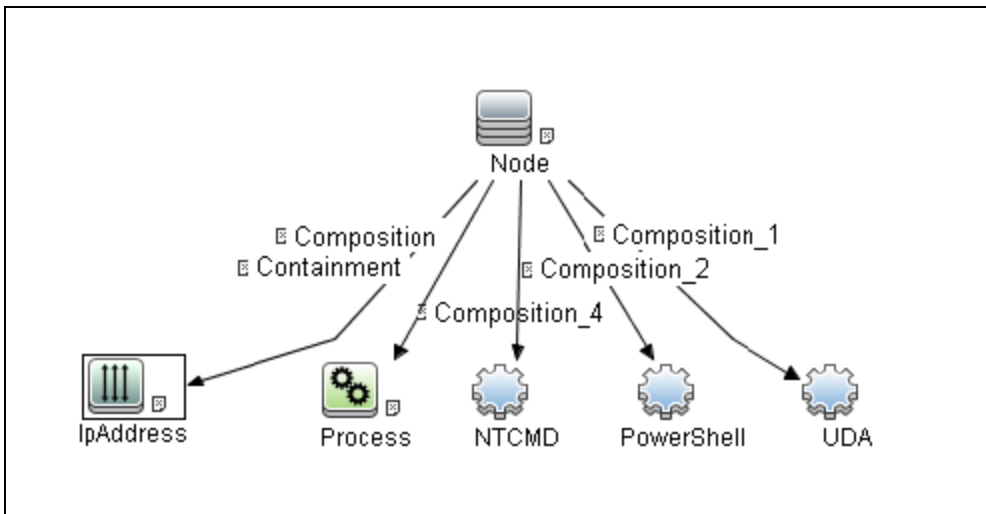 Node
Composition
Composition_1
Containment
Composition_2
Composition_4
IpAddress
Process
NTCMD
PowerShell
UDA